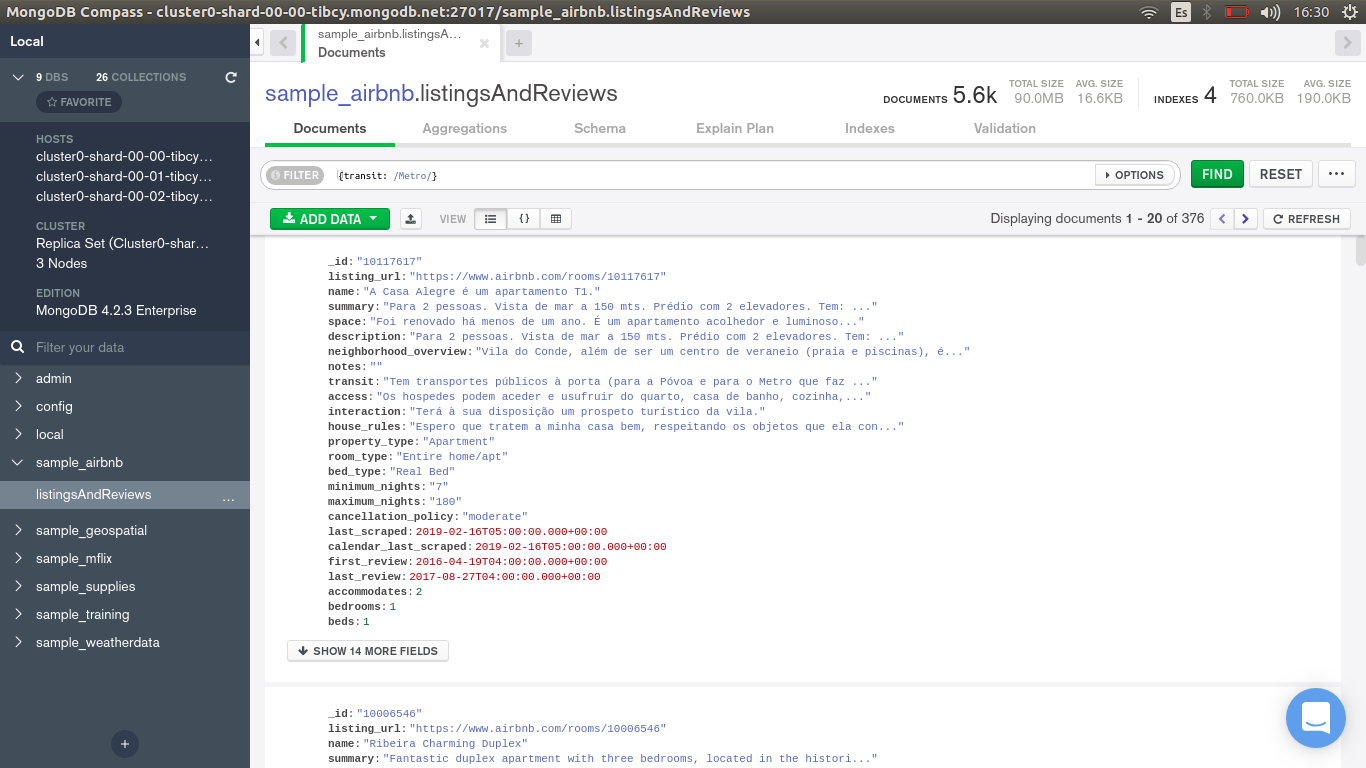 MongoDB Compass - cluster0-shard-00-00-tibcy.mongodb.net:27017/sample_airbnb.listingsAndReviews
Es
16:30
Local
9 DBS 26 COLLECTIONS
FAVORITE
HOSTS
cluster0-shard-00-00-tibcy...
cluster0-shard-00-01-tibcy...
cluster0-shard-00-02-tibcy...
CLUSTER
Replica Set (Cluster0-shar...
3 Nodes
EDITION
MongoDB 4.2.3 Enterprise
Filter your data
admin
config
local
sample_airbnb
listingsAndReviews ...
sample_geospatial
sample_mflix
sample_supplies
sample_training
sample_weatherdata
+
sample_airbnb.listingsA...
Documents
+
sample_airbnb.listingsAndReviews
DOCUMENTS 5.6k TOTAL SIZE 90.0MB AVG. SIZE 16.6KB
INDEXES 4 TOTAL SIZE 760.0KB AVG. SIZE 190.0KB
Documents Aggregations Schema Explain Plan Indexes Validation
FILTER {transit: /Metro/} OPTIONS FIND RESET ...
ADD DATA VIEW {} Displaying documents 1 - 20 of 376 < > REFRESH
_id:"10117617"
listing_url:"https://www.airbnb.com/rooms/10117617"
name:"A Casa Alegre é um apartamento T1."
summary:"Para 2 pessoas. Vista de mar a 150 mts. Prédio com 2 elevadores. Tem: ..."
space:"Foi renovado há menos de um ano. É um apartamento acolhedor e luminoso..."
description:"Para 2 pessoas. Vista de mar a 150 mts. Prédio com 2 elevadores. Tem: ..."
neighborhood_overview:"Vila do Conde, além de ser um centro de veraneio (praia e piscinas), é..."
notes:""
transit:"Tem transportes públicos à porta (para a Póvoa e para o Metro que faz ..."
access:"Os hospedes podem aceder e usufruir do quarto, casa de banho, cozinha,..."
interaction:"Terá à sua disposição um prospeto turístico da vila."
house_rules:"Espero que tratem a minha casa bem, respeitando os objetos que ela con..."
property_type:"Apartment"
room_type:"Entire home/apt"
bed_type:"Real Bed"
minimum_nights:"7"
maximum_nights:"180"
cancellation_policy:"moderate"
last_scraped:2019-02-16T05:00:00.000+00:00
calendar_last_scraped:2019-02-16T05:00:00.000+00:00
first_review:2016-04-19T04:00:00.000+00:00
last_review:2017-08-27T04:00:00.000+00:00
accommodates:2
bedrooms:1
beds:1
SHOW 14 MORE FIELDS
_id:"10006546"
listing_url:"https://www.airbnb.com/rooms/10006546"
name:"Ribeira Charming Duplex"
summary:"Fantastic duplex apartment with three bedrooms, located in the histori..."